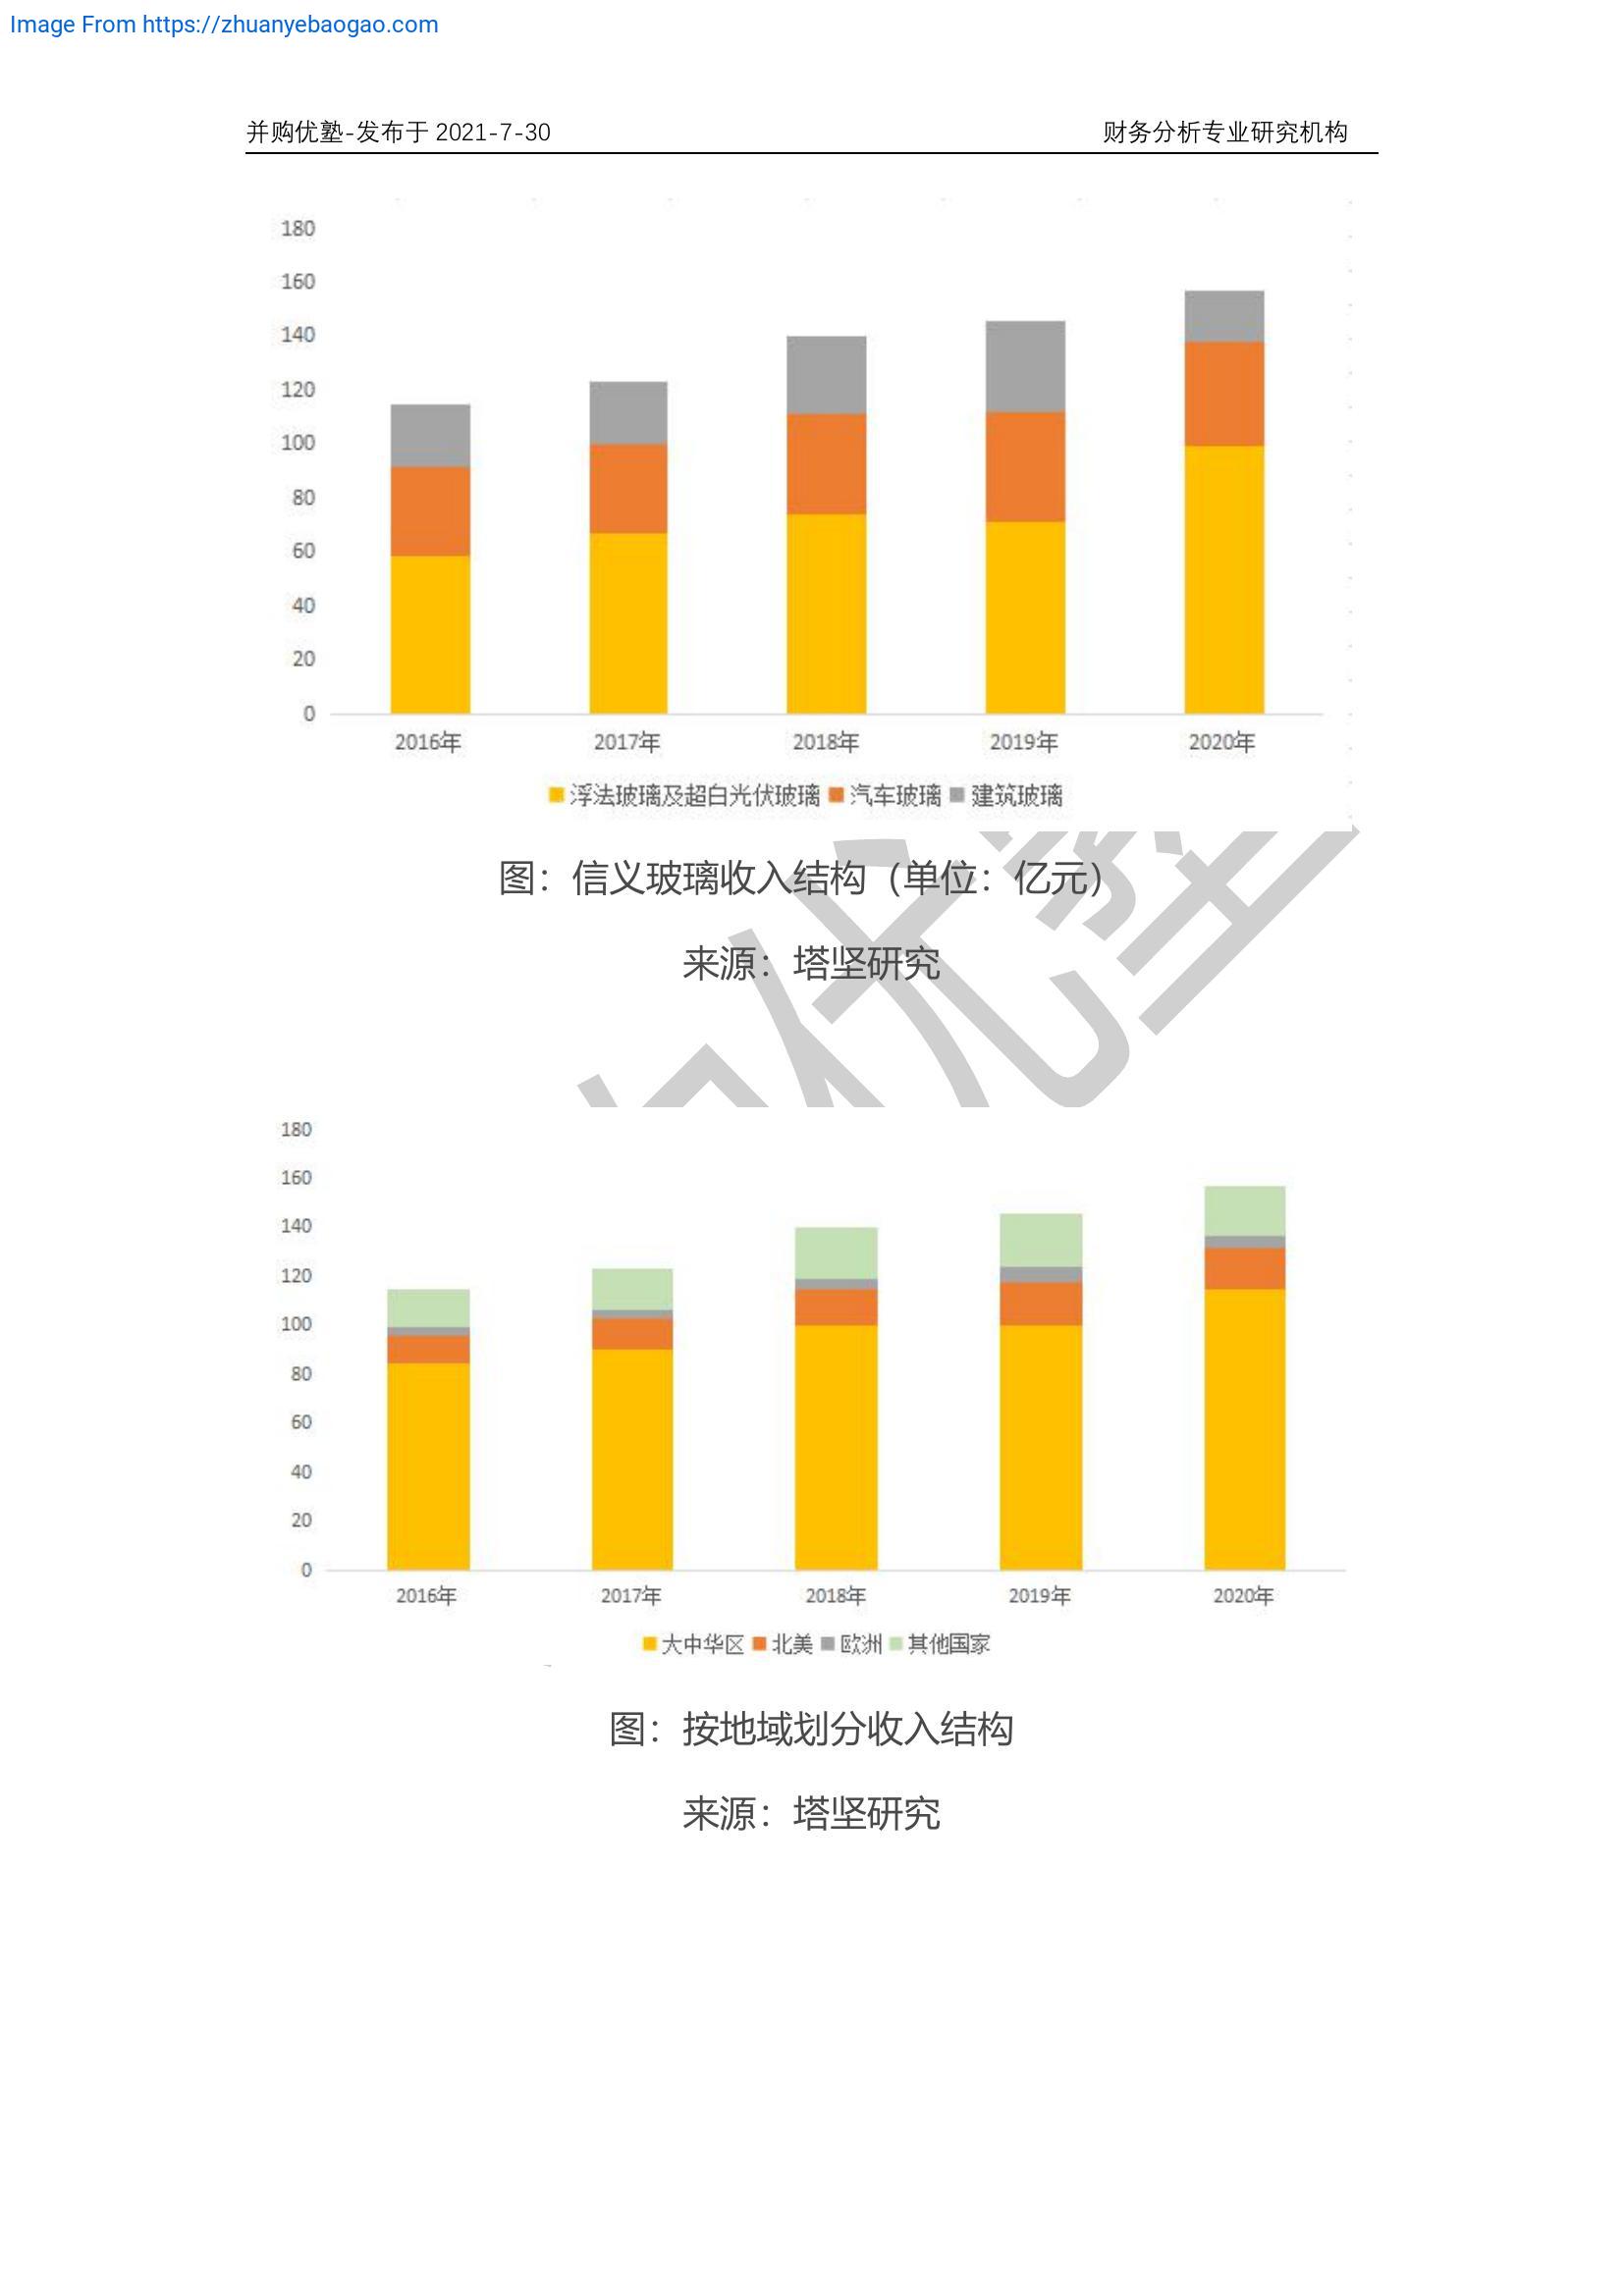 Image From https://zhuanyebaogao.com
并购优塾-发布于 2021-7-30 财务分析专业研究机构
180
160
140
120
100
80
60
40
20
0
2016年 2017年 2018年 2019年 2020年
浮法玻璃及超白光伏玻璃 汽车玻璃 建筑玻璃
图：信义玻璃收入结构（单位：亿元）
来源：塔坚研究
180
160
140
120
100
80
60
40
20
0
2016年 2017年 2018年 2019年 2020年
大中华区 北美 欧洲 其他国家
图：按地域划分收入结构
来源：塔坚研究